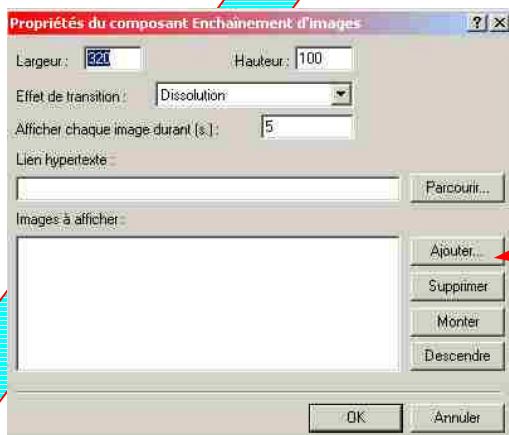 Propriétés du composant Enchaînement d'images
Largeur : 320 Hauteur : 100
Effet de transition : Dissolution
Afficher chaque image durant (s.) : 5
Lien hypertexte :
Parcourir...
Images à afficher :
Ajouter...
Supprimer
Monter
Descendre
OK Annuler